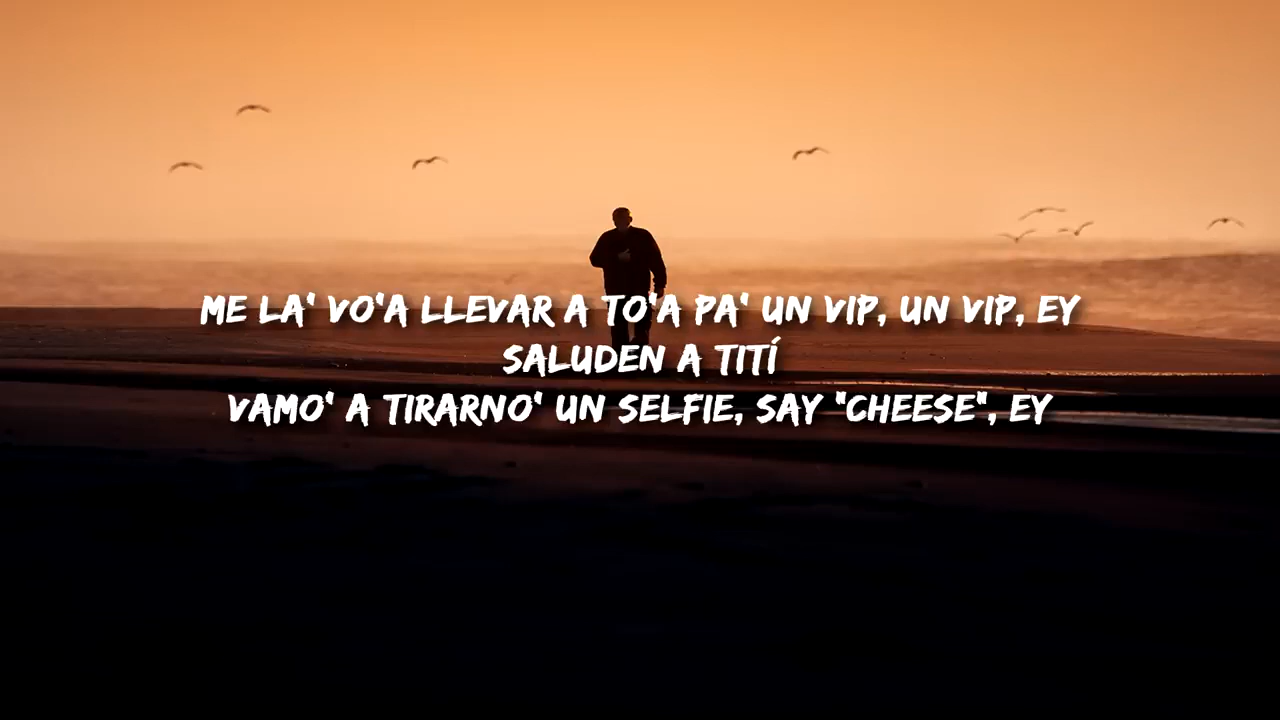 ME LA' VO'A LLEVAR A TO'A PA' UN VIP, UN VIP, EY
SALUDEN A TITÍ
VAMO' A TIRARNO' UN SELFIE, SAY "CHEESE", EY